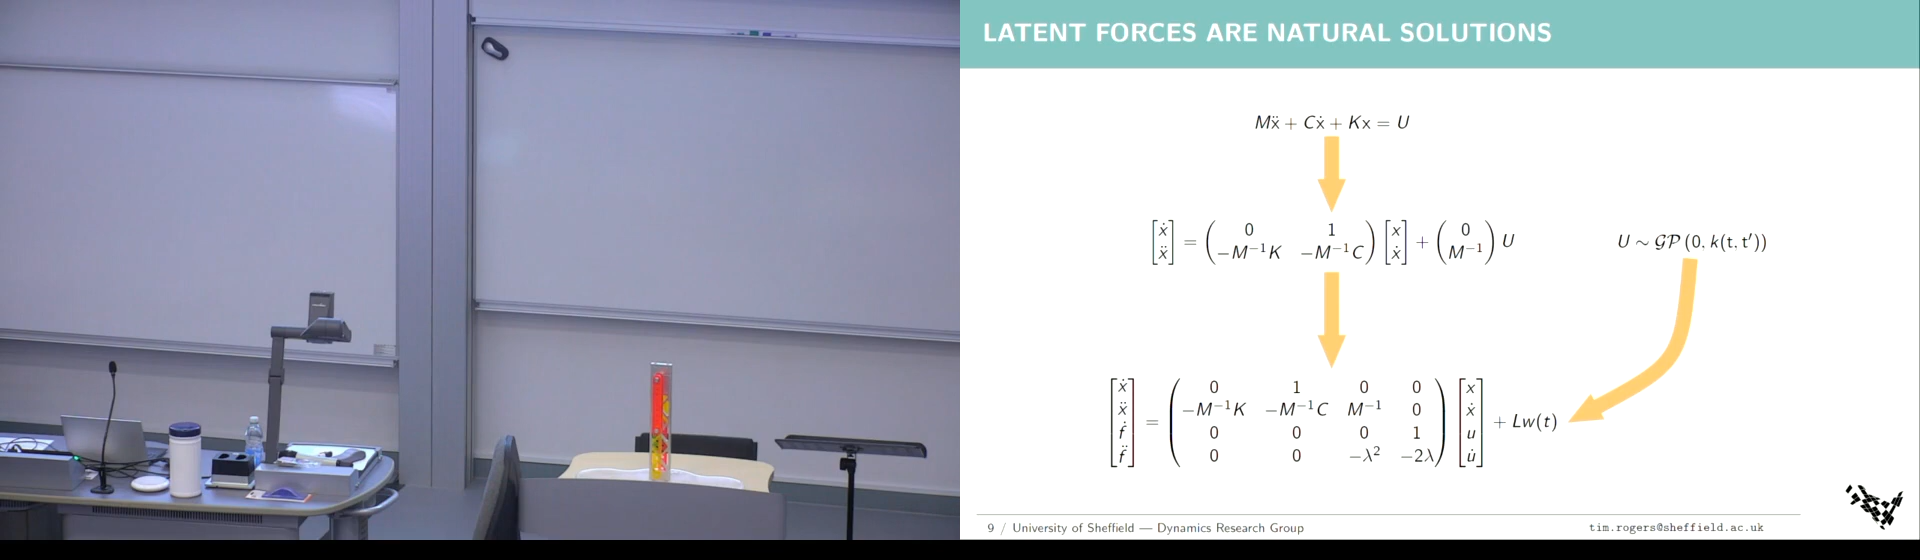 LATENT FORCES ARE NATURAL SOLUTIONS
Mẍ + Cẋ + Kx = U
[ẋ ẍ] = (0 1 −M⁻¹K −M⁻¹C) [x ẋ] + (0 M⁻¹) U
U ∼ 𝒢𝒫 (0, k(t, t′))
[ẋ ẍ ḟ f̈] = (0 1 0 0 −M⁻¹K −M⁻¹C M⁻¹ 0 0 0 0 1 0 0 −λ² −2λ) [x ẋ u u̇] + Lw(t)
9 / University of Sheffield — Dynamics Research Group
tim.rogers@sheffield.ac.uk